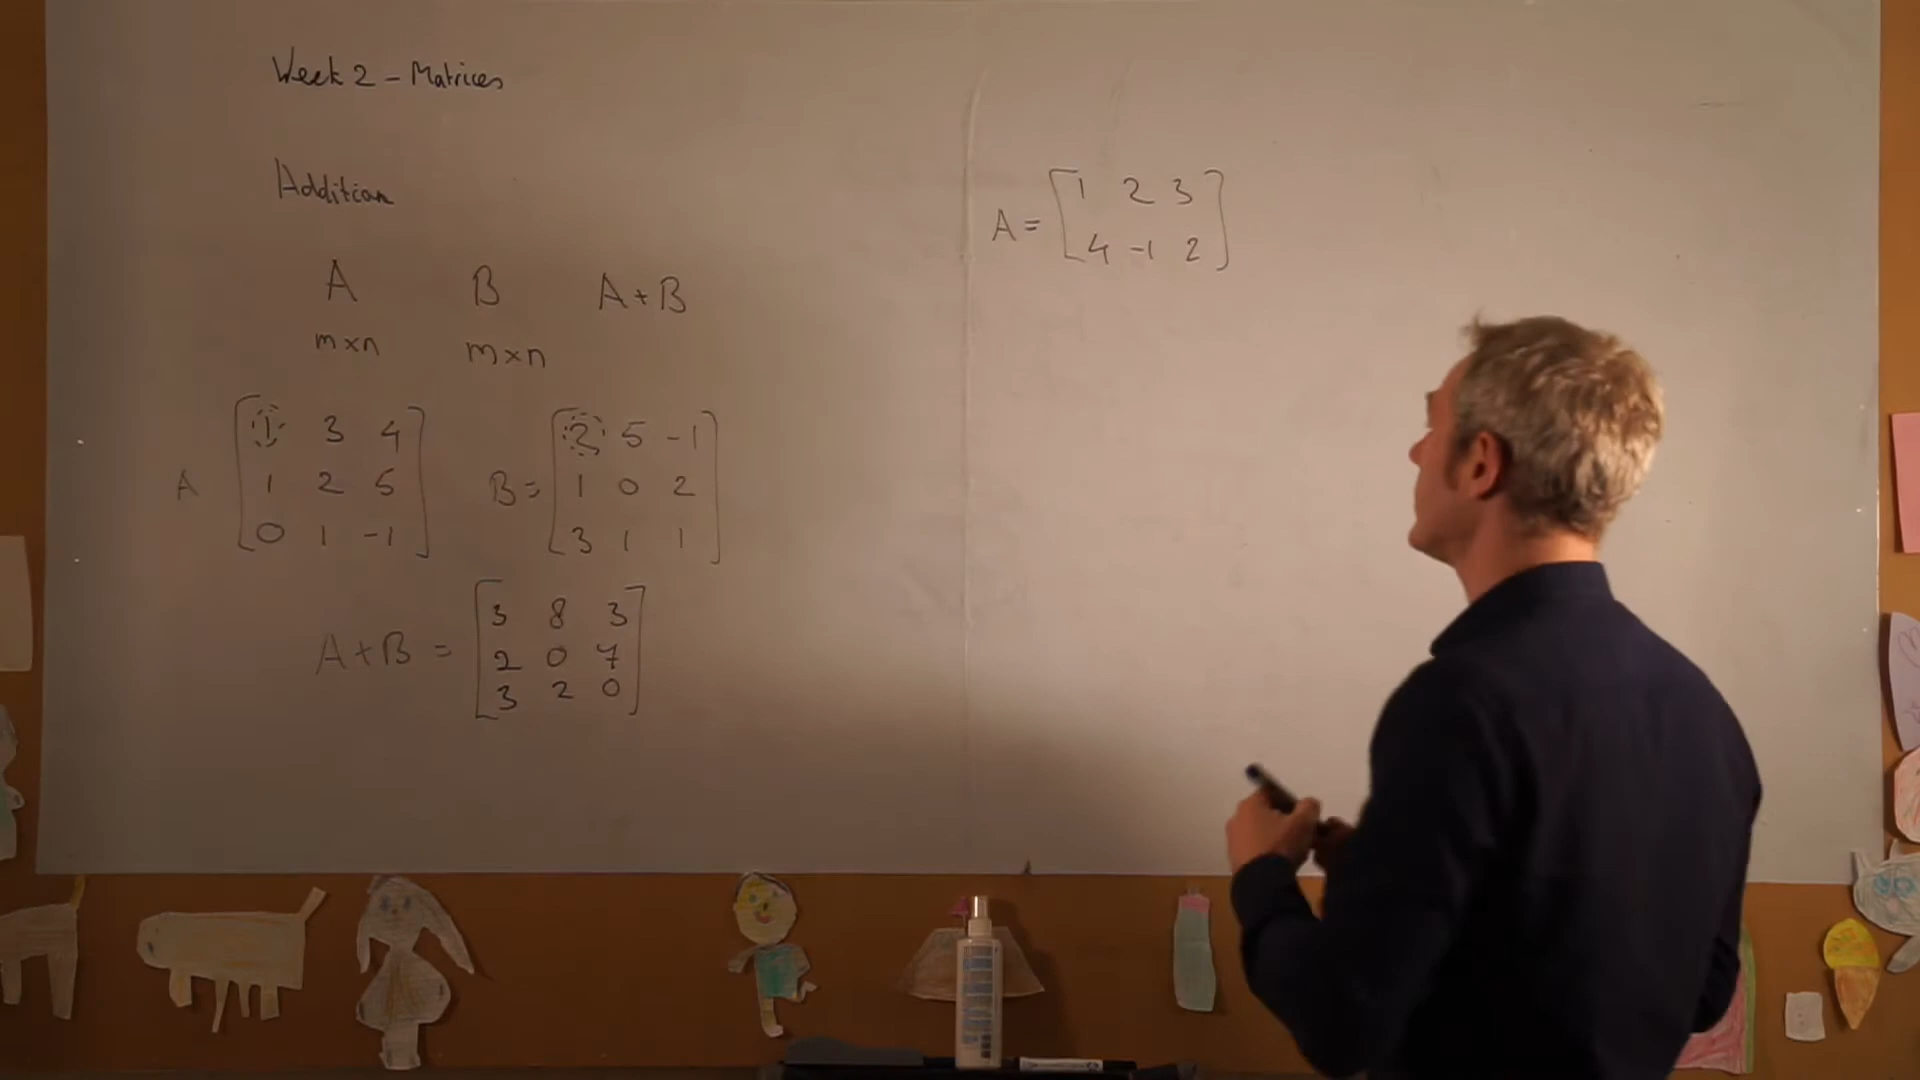 Week 2 - Matrices
Addition
A B A+B
m×n m×n
A [1 3 4
1 2 5
0 1 -1]
B = [2 5 -1
1 0 2
3 1 1]
A+B = [3 8 3
2 0 7
3 2 0]
A = [1 2 3
4 -1 2]